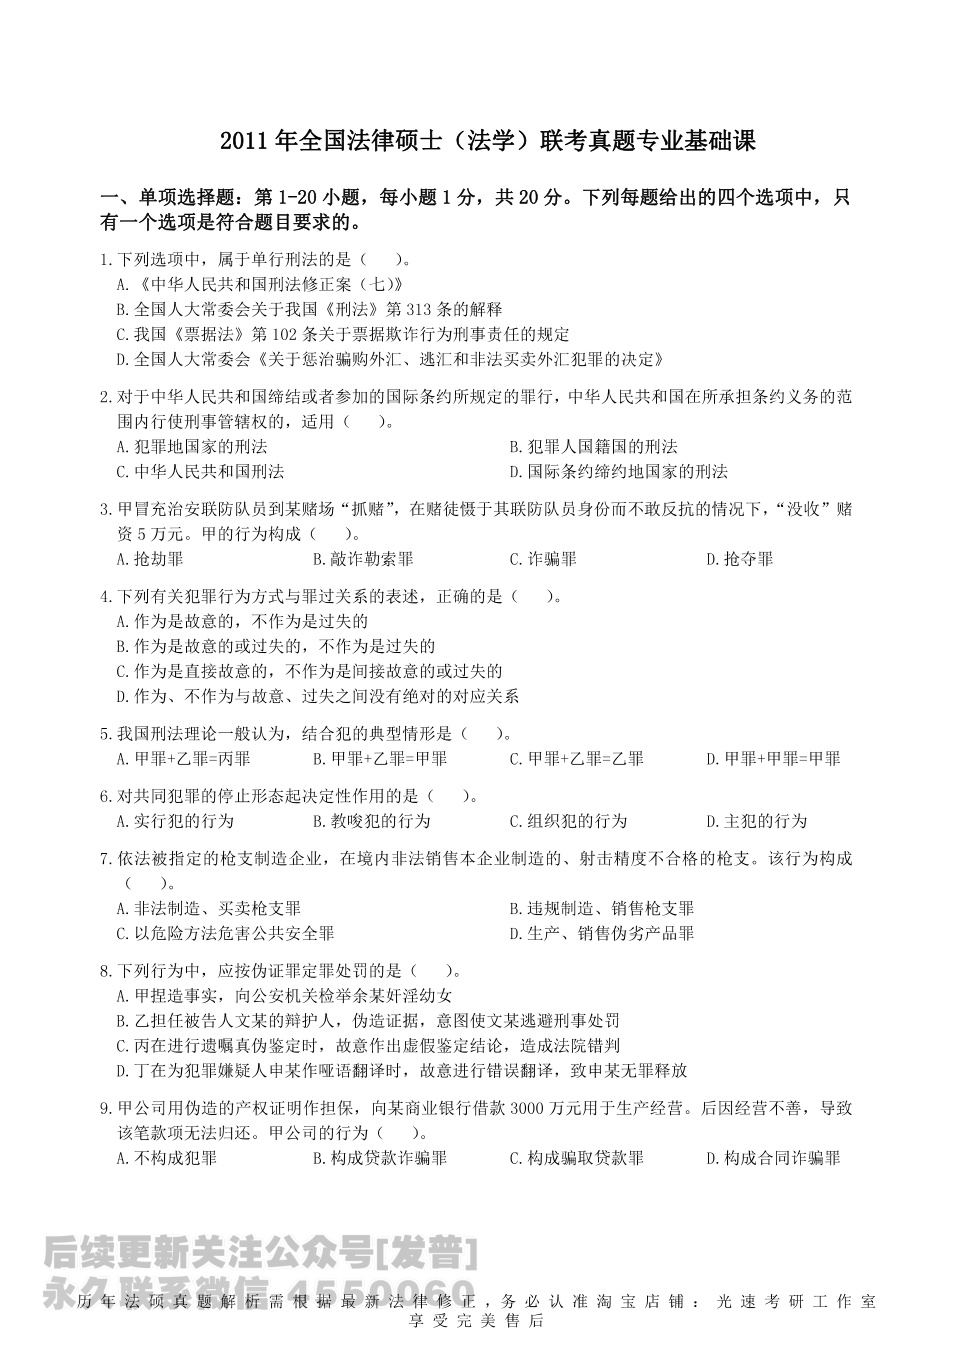 2011 年全国法律硕士（法学）联考真题专业基础课
一、单项选择题：第 1-20 小题，每小题 1 分，共 20 分。下列每题给出的四个选项中，只
有一个选项是符合题目要求的。
1.下列选项中，属于单行刑法的是（ ）。
A.《中华人民共和国刑法修正案（七）》
B.全国人大常委会关于我国《刑法》第 313 条的解释
C.我国《票据法》第 102 条关于票据欺诈行为刑事责任的规定
D.全国人大常委会《关于惩治骗购外汇、逃汇和非法买卖外汇犯罪的决定》
2.对于中华人民共和国缔结或者参加的国际条约所规定的罪行，中华人民共和国在所承担条约义务的范
围内行使刑事管辖权的，适用（ ）。
A.犯罪地国家的刑法 B.犯罪人国籍国的刑法
C.中华人民共和国刑法 D.国际条约缔约地国家的刑法
3.甲冒充治安联防队员到某赌场“抓赌”，在赌徒慑于其联防队员身份而不敢反抗的情况下，“没收”赌
资 5 万元。甲的行为构成（ ）。
A.抢劫罪 B.敲诈勒索罪 C.诈骗罪 D.抢夺罪
4.下列有关犯罪行为方式与罪过关系的表述，正确的是（ ）。
A.作为是故意的，不作为是过失的
B.作为是故意的或过失的，不作为是过失的
C.作为是直接故意的，不作为是间接故意的或过失的
D.作为、不作为与故意、过失之间没有绝对的对应关系
5.我国刑法理论一般认为，结合犯的典型情形是（ ）。
A.甲罪+乙罪=丙罪 B.甲罪+乙罪=甲罪 C.甲罪+乙罪=乙罪 D.甲罪+甲罪=甲罪
6.对共同犯罪的停止形态起决定性作用的是（ ）。
A.实行犯的行为 B.教唆犯的行为 C.组织犯的行为 D.主犯的行为
7.依法被指定的枪支制造企业，在境内非法销售本企业制造的、射击精度不合格的枪支。该行为构成
（ ）。
A.非法制造、买卖枪支罪 B.违规制造、销售枪支罪
C.以危险方法危害公共安全罪 D.生产、销售伪劣产品罪
8.下列行为中，应按伪证罪定罪处罚的是（ ）。
A.甲捏造事实，向公安机关检举余某奸淫幼女
B.乙担任被告人文某的辩护人，伪造证据，意图使文某逃避刑事处罚
C.丙在进行遗嘱真伪鉴定时，故意作出虚假鉴定结论，造成法院错判
D.丁在为犯罪嫌疑人申某作哑语翻译时，故意进行错误翻译，致申某无罪释放
9.甲公司用伪造的产权证明作担保，向某商业银行借款 3000 万元用于生产经营。后因经营不善，导致
该笔款项无法归还。甲公司的行为（ ）。
A.不构成犯罪 B.构成贷款诈骗罪 C.构成骗取贷款罪 D.构成合同诈骗罪
后续更新关注公众号[发普]
永久联系微信 4550060
历年法硕真题解析需根据最新法律修正，务必认准淘宝店铺：光速考研工作室
享受完美售后